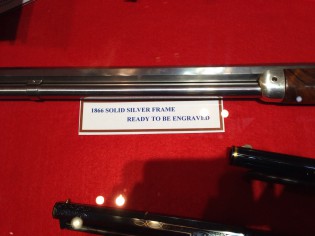 1866 SOLID SILVER FRAME
READY TO BE ENGRAVED